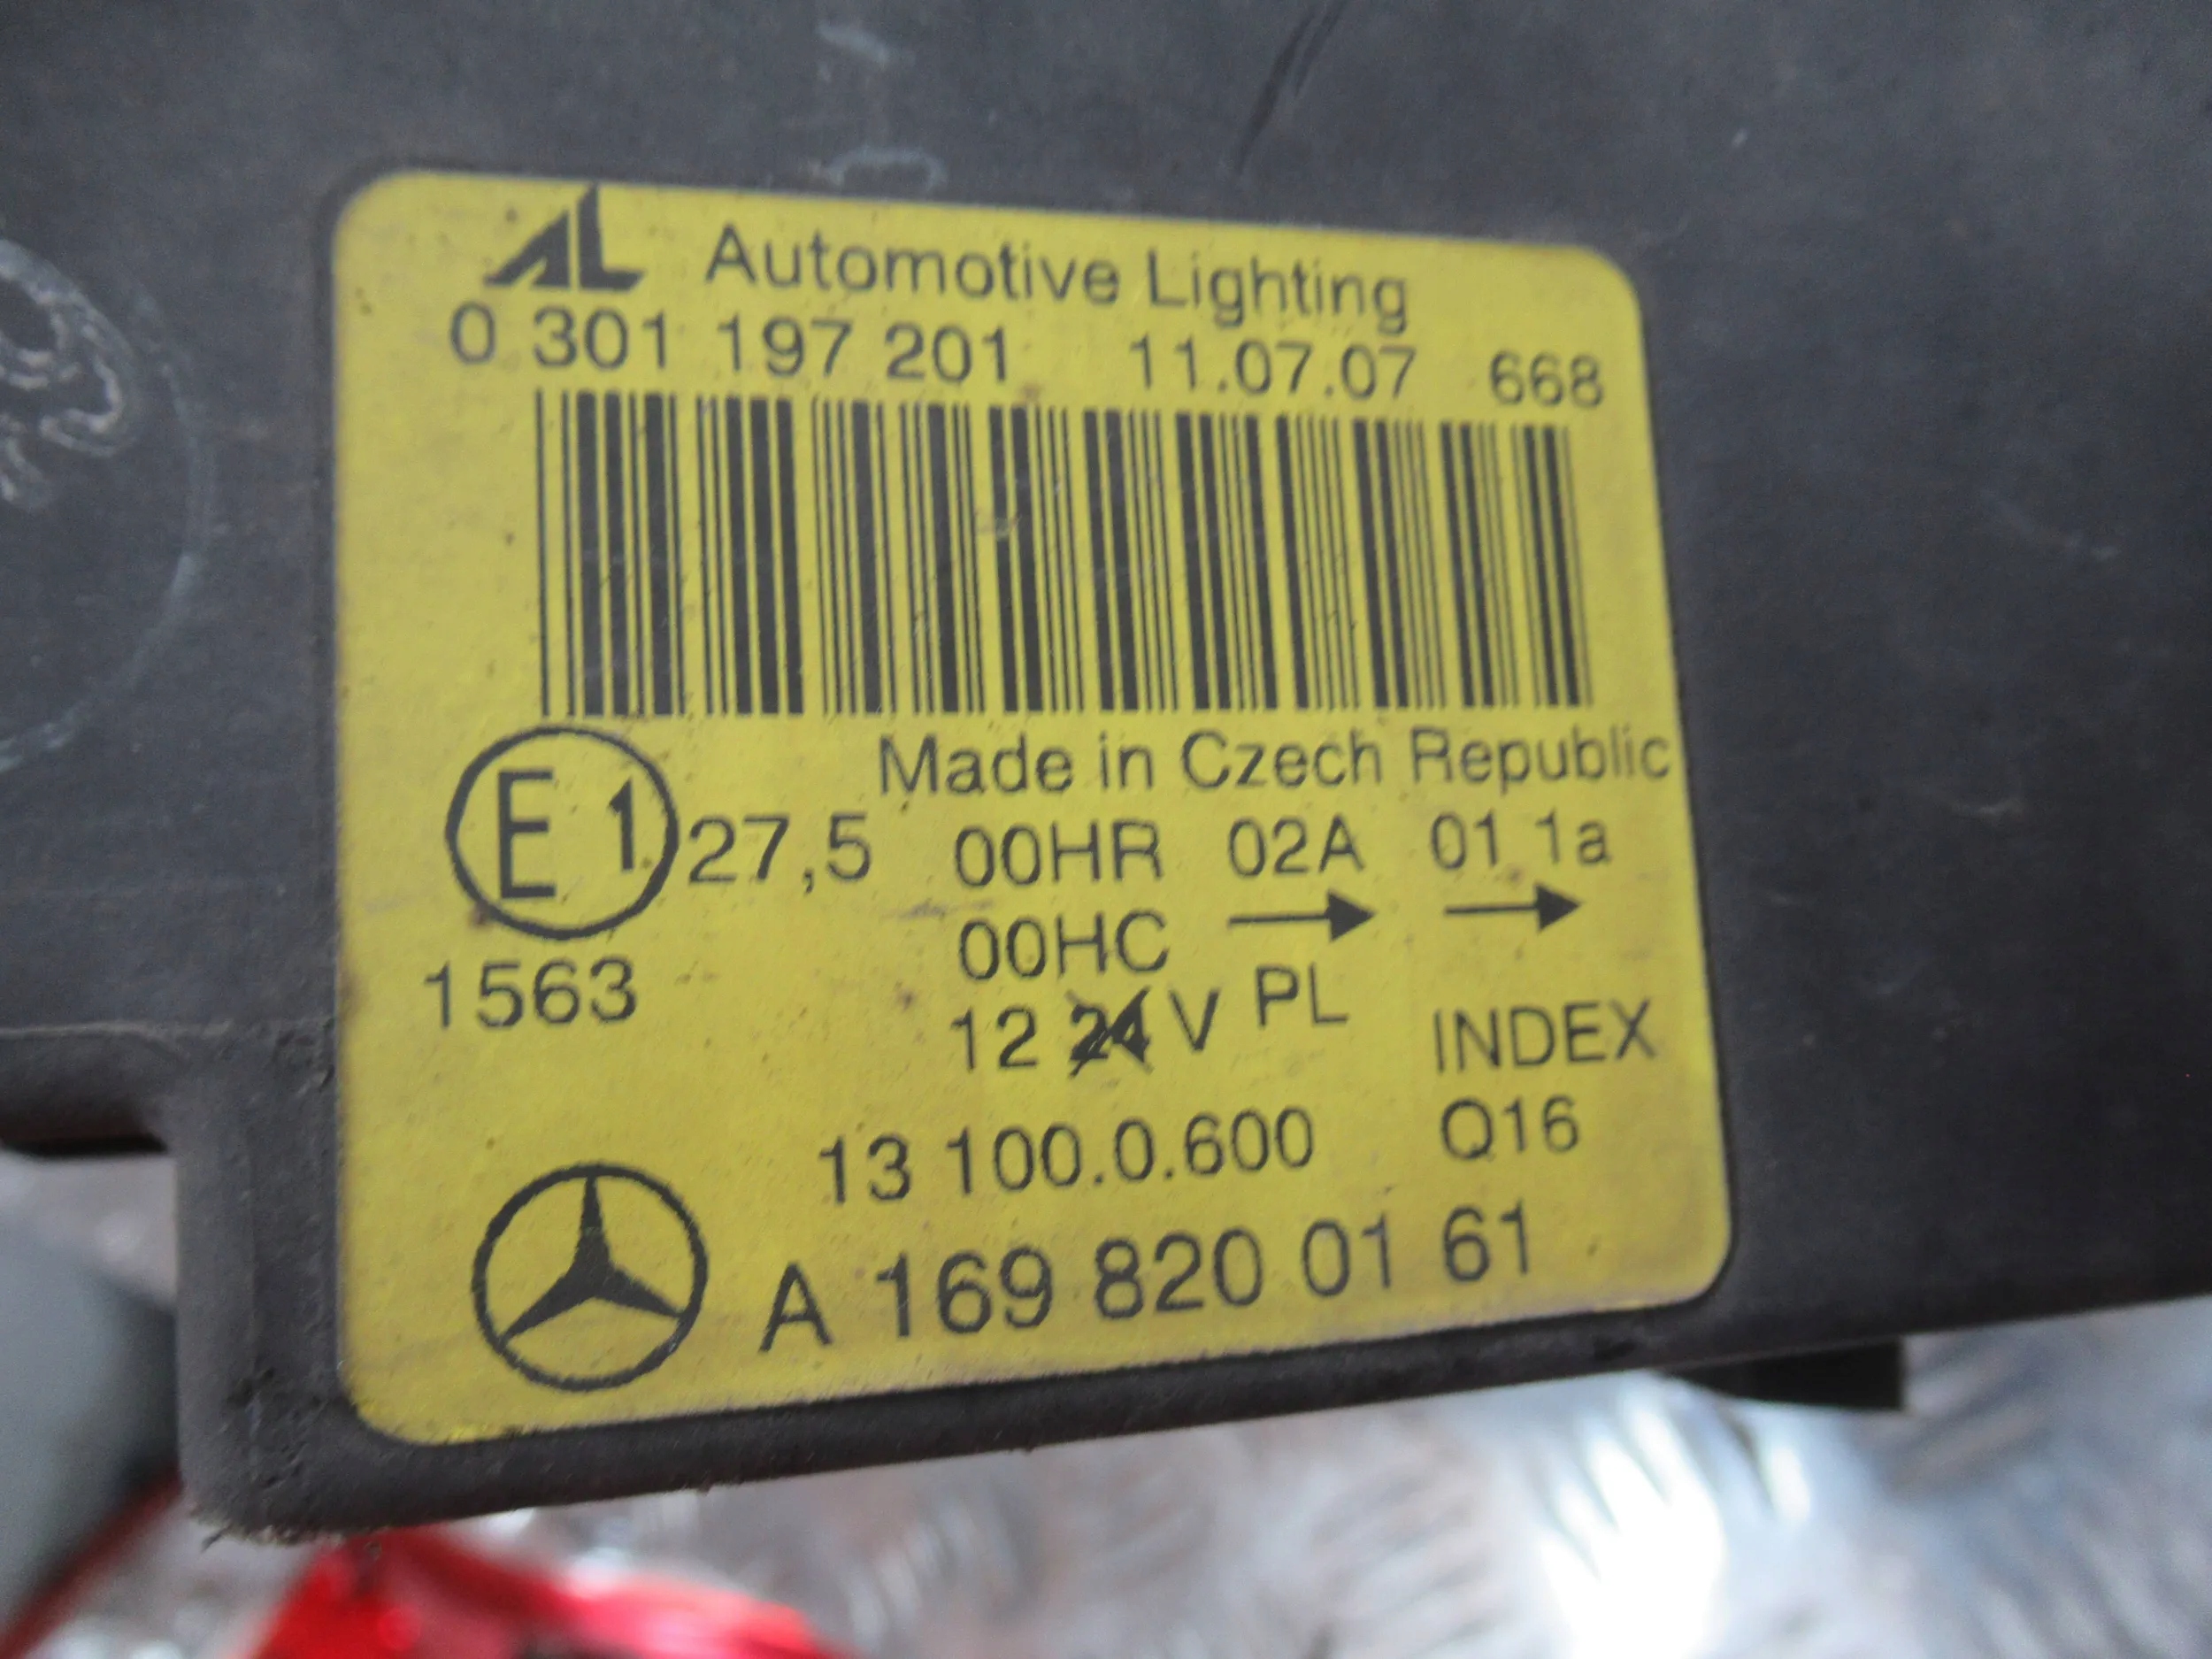 AL Automotive Lighting
0 301 197 201 11.07.07 668
Made in Czech Republic
E1 27,5 00HR 02A 01 1a
00HC → →
1563
12 24 V PL INDEX
13 100.0.600 Q16
A 169 820 01 61